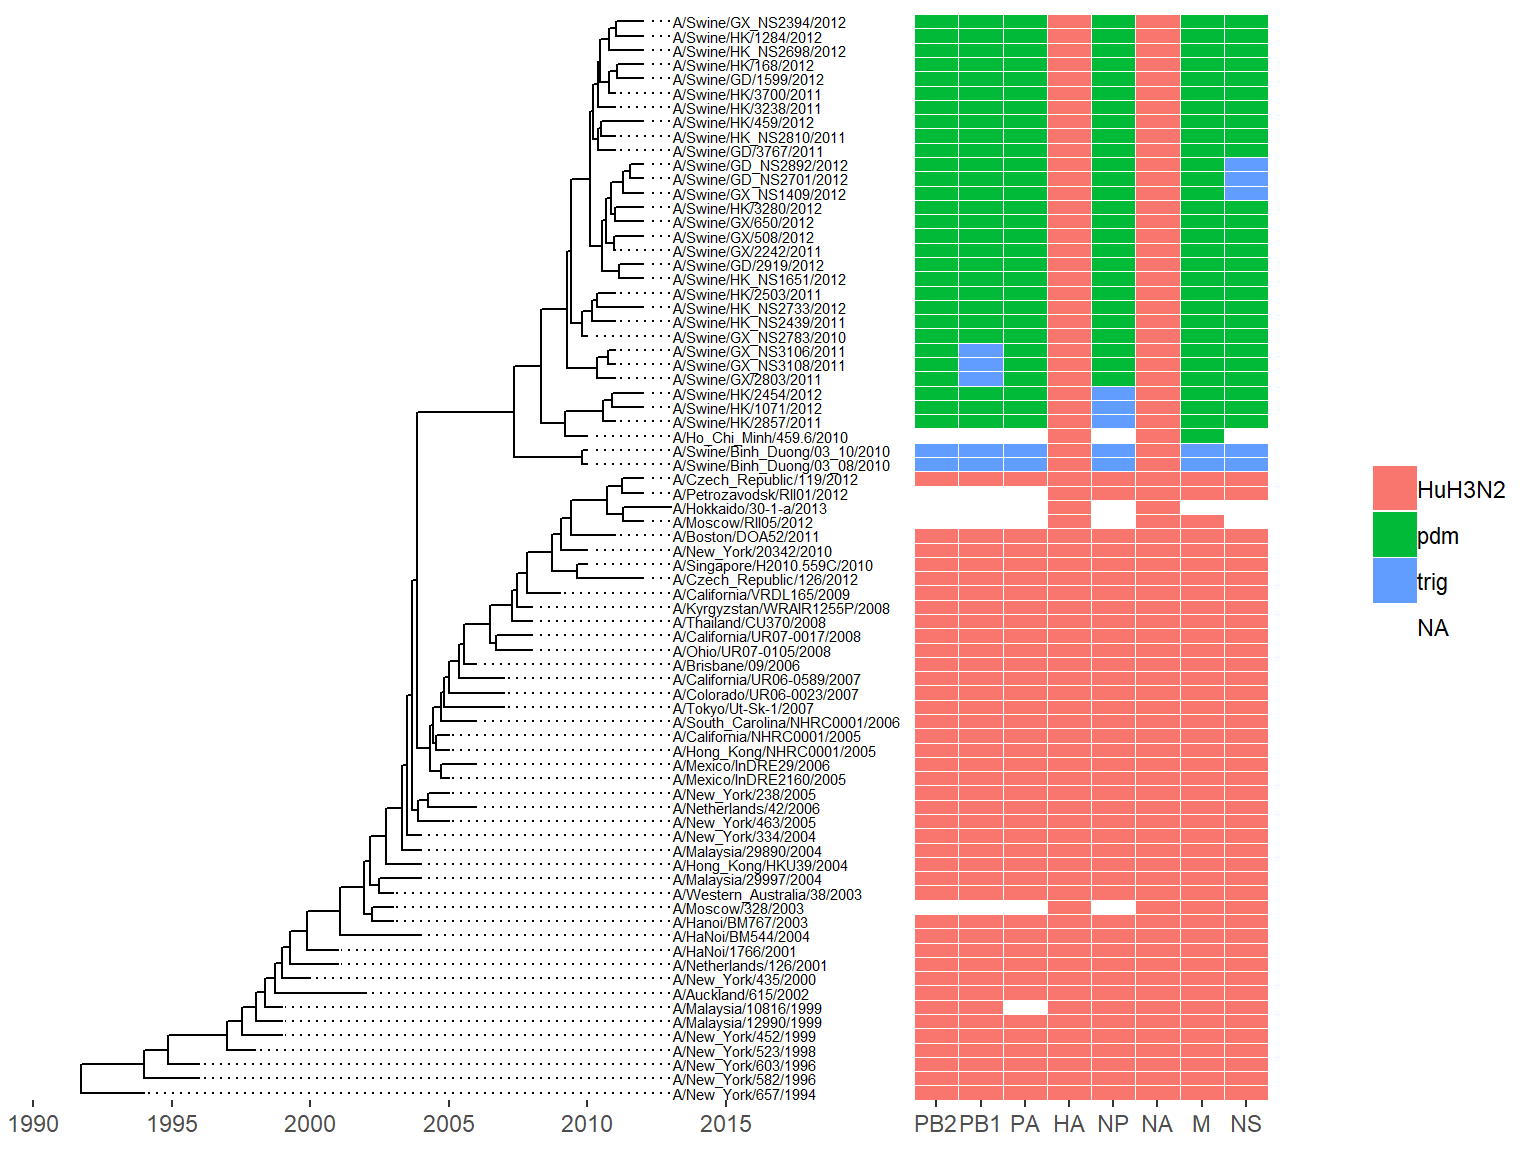 A/Swine/GX_NS2394/2012
A/Swine/HK/1284/2012
A/Swine/HK_NS2698/2012
A/Swine/HK/168/2012
A/Swine/GD/1599/2012
A/Swine/HK/3700/2011
A/Swine/HK/3238/2011
A/Swine/HK/459/2012
A/Swine/HK_NS2810/2011
A/Swine/GD/3767/2011
A/Swine/GD_NS2892/2012
A/Swine/GD_NS2701/2012
A/Swine/GX_NS1409/2012
A/Swine/HK/3280/2012
A/Swine/GX/650/2012
A/Swine/GX/508/2012
A/Swine/GX/2242/2011
A/Swine/GD/2919/2012
A/Swine/HK_NS1651/2012
A/Swine/HK/2503/2011
A/Swine/HK_NS2733/2012
A/Swine/HK_NS2439/2011
A/Swine/GX_NS2783/2010
A/Swine/GX_NS3106/2011
A/Swine/GX_NS3108/2011
A/Swine/GX/2803/2011
A/Swine/HK/2454/2012
A/Swine/HK/1071/2012
A/Swine/HK/2857/2011
A/Ho_Chi_Minh/459.6/2010
A/Swine/Binh_Duong/03_10/2010
A/Swine/Binh_Duong/03_08/2010
A/Czech_Republic/119/2012
A/Petrozavodsk/RII01/2012
A/Hokkaido/30-1-a/2013
A/Moscow/RII05/2012
A/Boston/DOA52/2011
A/New_York/20342/2010
A/Singapore/H2010.559C/2010
A/Czech_Republic/126/2012
A/California/VRDL165/2009
A/Kyrgyzstan/WRAIR1255P/2008
A/Thailand/CU370/2008
A/California/UR07-0017/2008
A/Ohio/UR07-0105/2008
A/Brisbane/09/2006
A/California/UR06-0589/2007
A/Colorado/UR06-0023/2007
A/Tokyo/Ut-Sk-1/2007
A/South_Carolina/NHRC0001/2006
A/California/NHRC0001/2005
A/Hong_Kong/NHRC0001/2005
A/Mexico/InDRE29/2006
A/Mexico/InDRE2160/2005
A/New_York/238/2005
A/Netherlands/42/2006
A/New_York/463/2005
A/New_York/334/2004
A/Malaysia/29890/2004
A/Hong_Kong/HKU39/2004
A/Malaysia/29997/2004
A/Western_Australia/38/2003
A/Moscow/328/2003
A/Hanoi/BM767/2003
A/HaNoi/BM544/2004
A/HaNoi/1766/2001
A/Netherlands/126/2001
A/New_York/435/2000
A/Auckland/615/2002
A/Malaysia/10816/1999
A/Malaysia/12990/1999
A/New_York/452/1999
A/New_York/523/1998
A/New_York/603/1996
A/New_York/582/1996
A/New_York/657/1994
1990 1995 2000 2005 2010 2015
PB2 PB1 PA HA NP NA M NS
HuH3N2
pdm
trig
NA